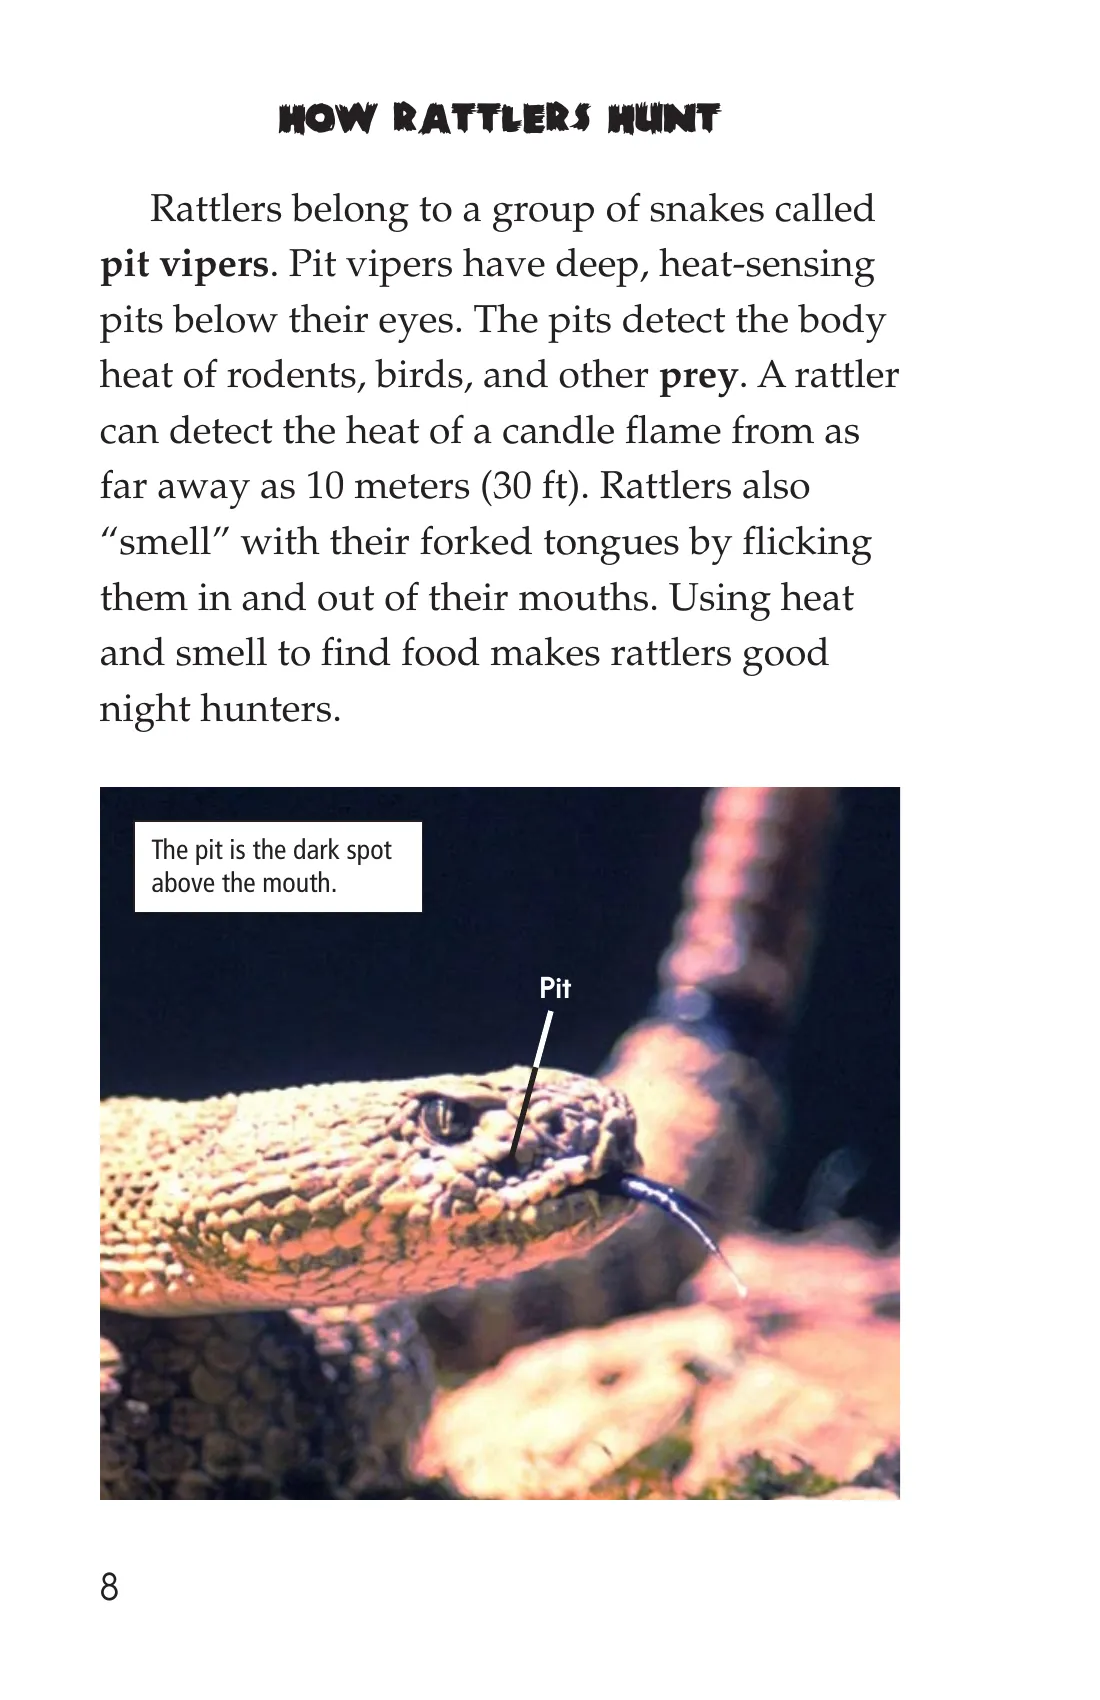 HOW RATTLERS HUNT
Rattlers belong to a group of snakes called
pit vipers. Pit vipers have deep, heat-sensing
pits below their eyes. The pits detect the body
heat of rodents, birds, and other prey. A rattler
can detect the heat of a candle flame from as
far away as 10 meters (30 ft). Rattlers also
“smell” with their forked tongues by flicking
them in and out of their mouths. Using heat
and smell to find food makes rattlers good
night hunters.
The pit is the dark spot
above the mouth.
Pit
8